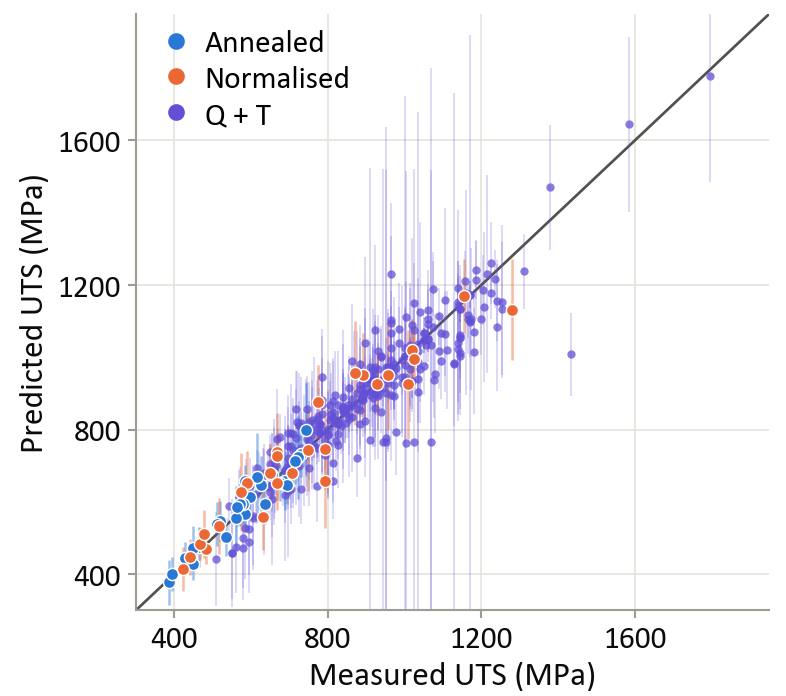 Annealed
Normalised
Q + T
1600
1200
800
400
Predicted UTS (MPa)
400 800 1200 1600
Measured UTS (MPa)